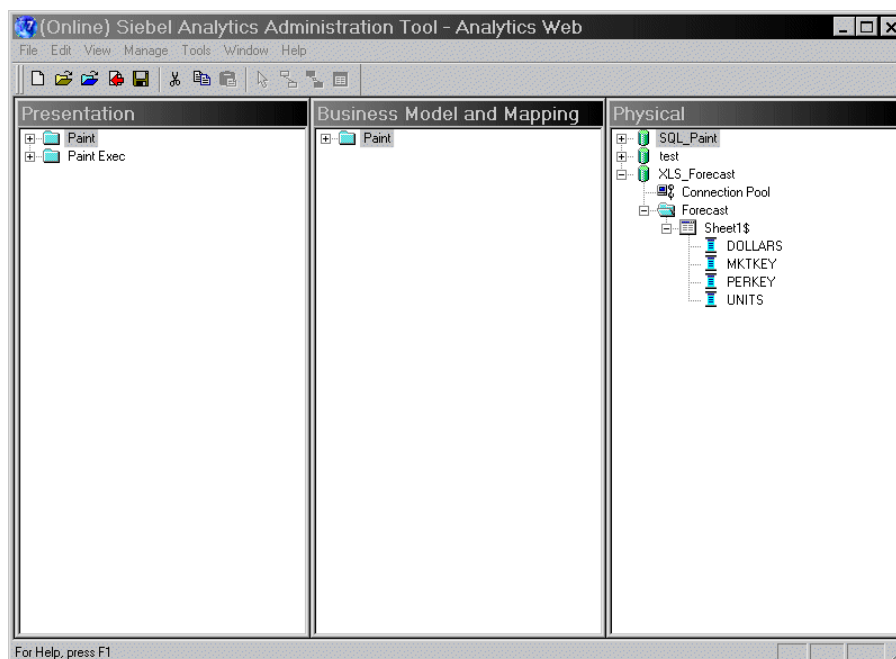 (Online) Siebel Analytics Administration Tool - Analytics Web
File Edit View Manage Tools Window Help
Presentation
Paint
Paint Exec
Business Model and Mapping
Paint
Physical
SQL_Paint
test
XLS_Forecast
Connection Pool
Forecast
Sheet1$
DOLLARS
MKTKEY
PERKEY
UNITS
For Help, press F1